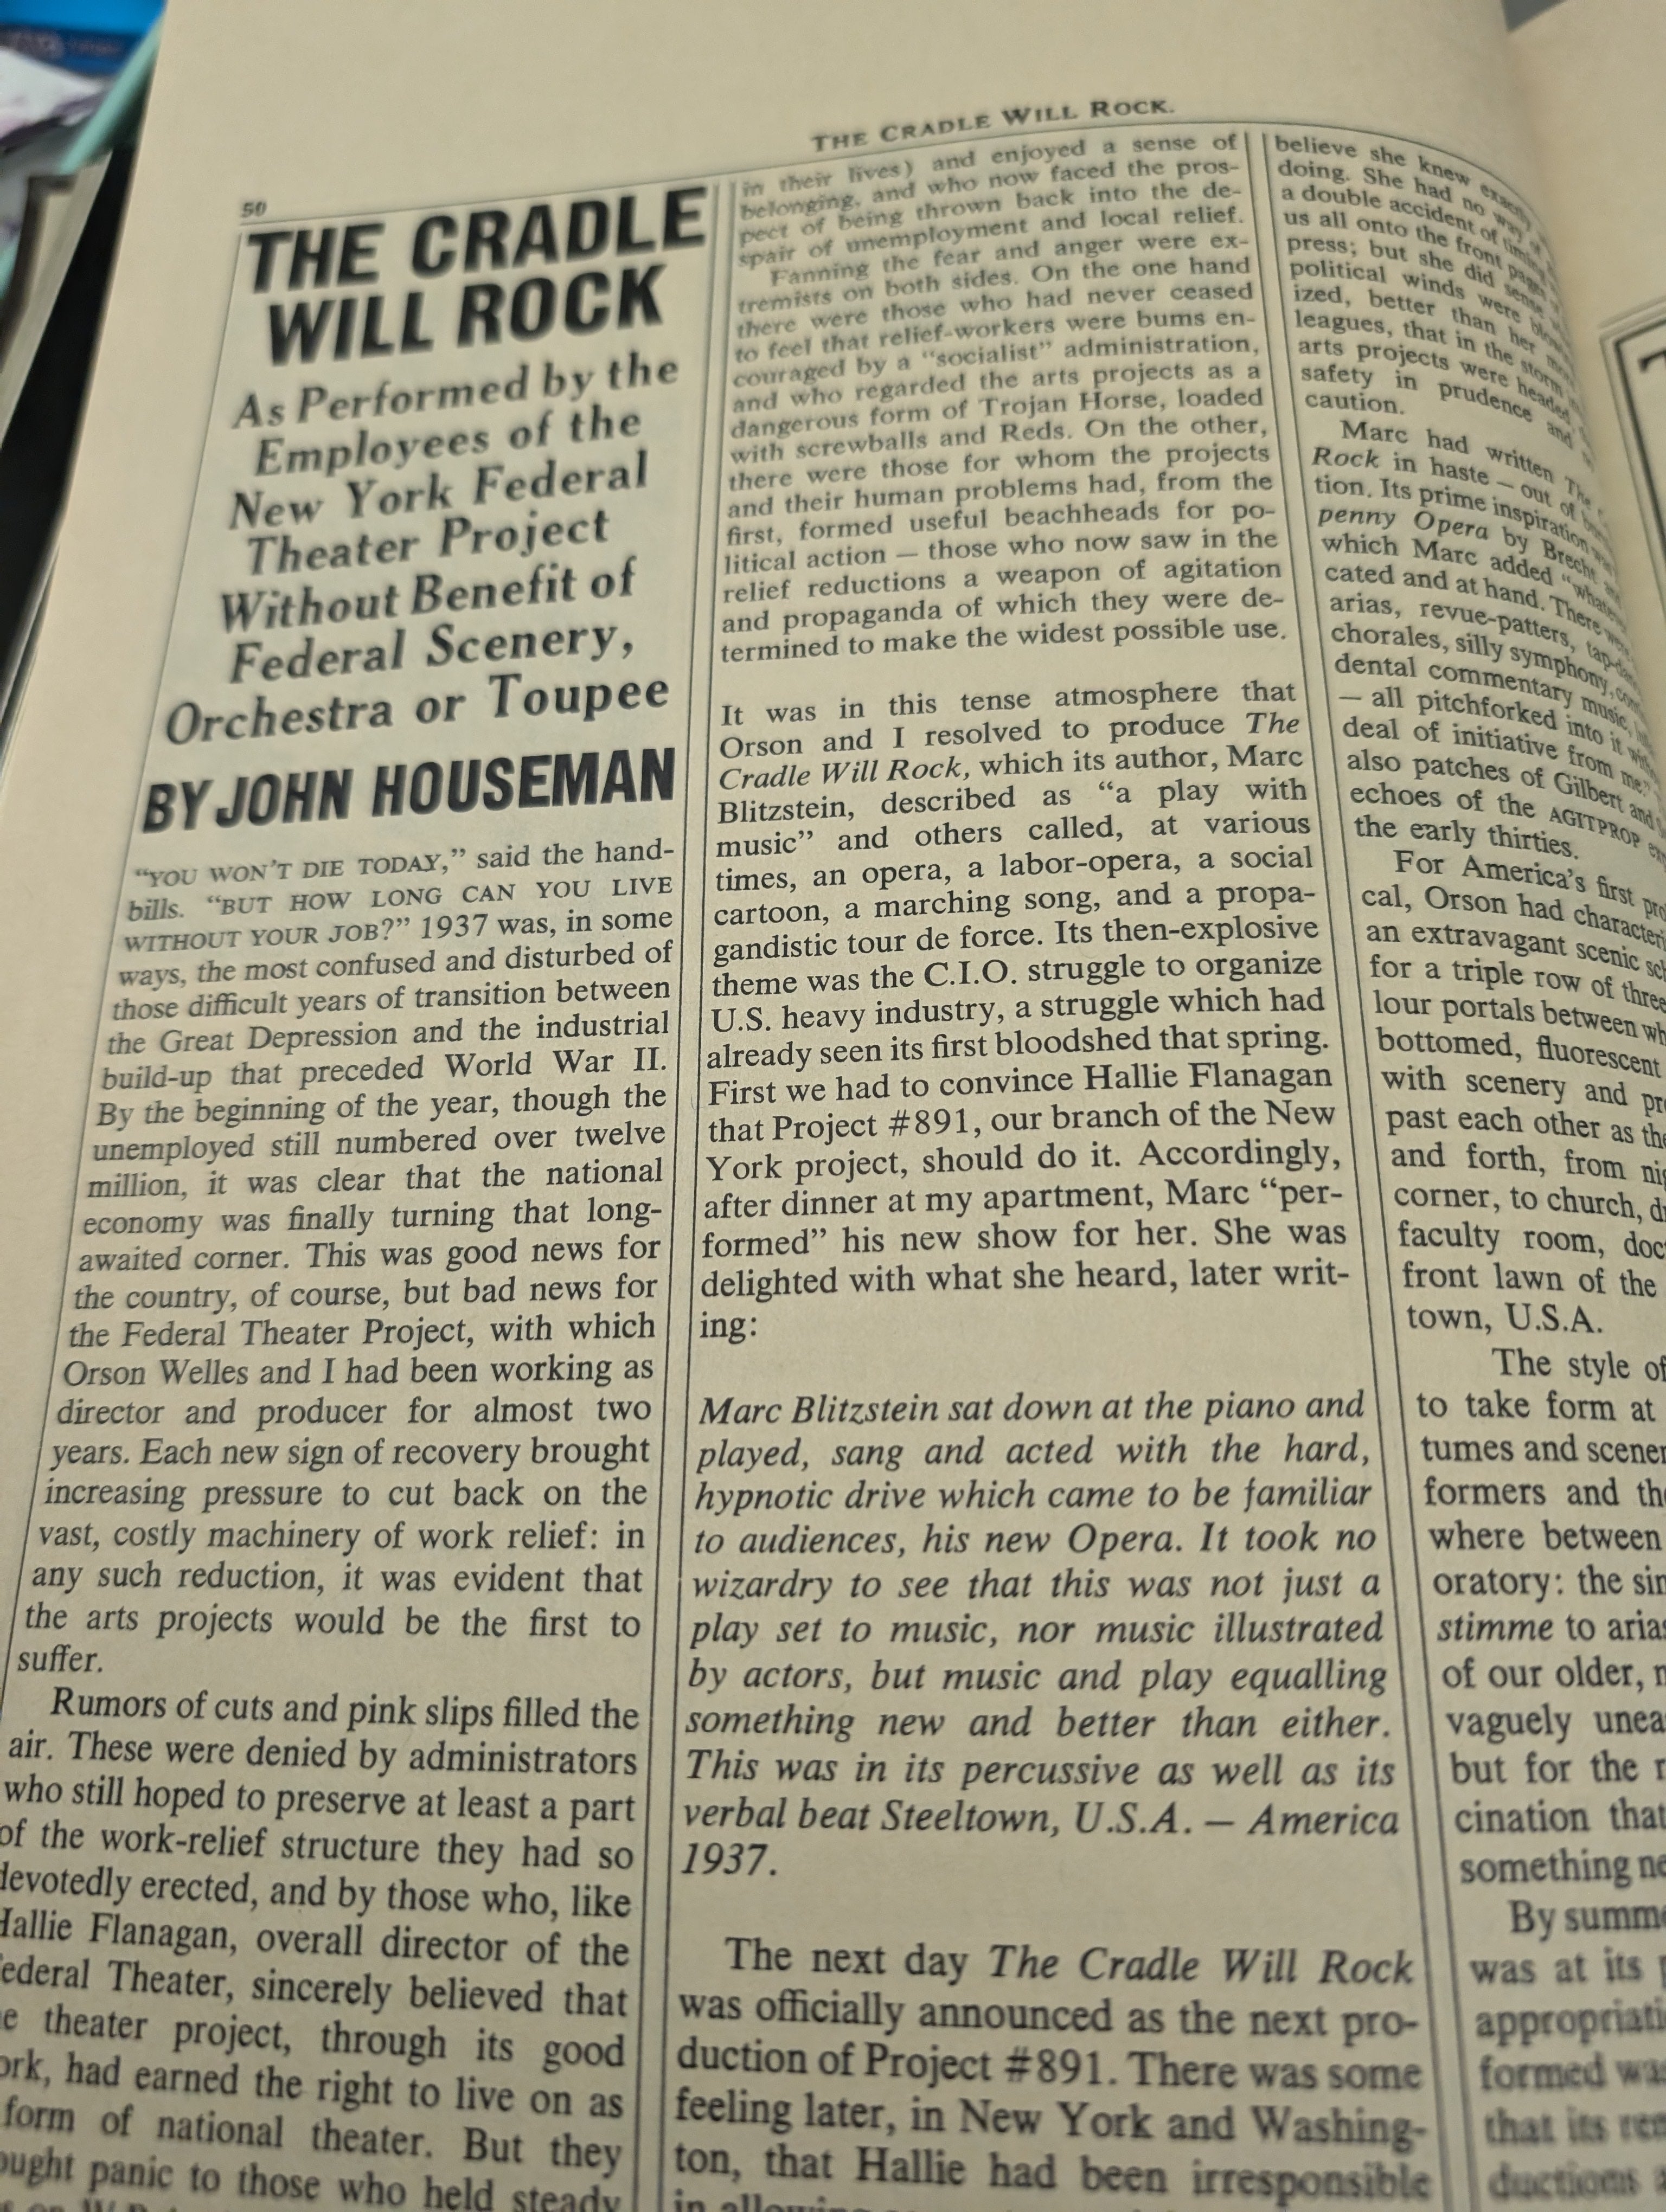 THE CRADLE WILL ROCK.
50
THE CRADLE
WILL ROCK
As Performed by the
Employees of the
New York Federal
Theater Project
Without Benefit of
Federal Scenery,
Orchestra or Toupee
BY JOHN HOUSEMAN
"YOU WON'T DIE TODAY," said the hand-
bills. "BUT HOW LONG CAN YOU LIVE
WITHOUT YOUR JOB?" 1937 was, in some
ways, the most confused and disturbed of
those difficult years of transition between
the Great Depression and the industrial
build-up that preceded World War II.
By the beginning of the year, though the
unemployed still numbered over twelve
million, it was clear that the national
economy was finally turning that long-
awaited corner. This was good news for
the country, of course, but bad news for
the Federal Theater Project, with which
Orson Welles and I had been working as
director and producer for almost two
years. Each new sign of recovery brought
increasing pressure to cut back on the
vast, costly machinery of work relief: in
any such reduction, it was evident that
the arts projects would be the first to
suffer.
Rumors of cuts and pink slips filled the
air. These were denied by administrators
who still hoped to preserve at least a part
of the work-relief structure they had so
devotedly erected, and by those who, like
Hallie Flanagan, overall director of the
Federal Theater, sincerely believed that
theater project, through its good
had earned the right to live on as
form of national theater. But they
panic to those who held steady
in their lives) and enjoyed a sense of
belonging, and who now faced the pros-
pect of being thrown back into the de-
spair of unemployment and local relief.
Fanning the fear and anger were ex-
tremists on both sides. On the one hand
there were those who had never ceased
to feel that relief-workers were bums en-
couraged by a "socialist" administration,
and who regarded the arts projects as a
dangerous form of Trojan Horse, loaded
with screwballs and Reds. On the other,
there were those for whom the projects
and their human problems had, from the
first, formed useful beachheads for po-
litical action — those who now saw in the
relief reductions a weapon of agitation
and propaganda of which they were de-
termined to make the widest possible use.
It was in this tense atmosphere that
Orson and I resolved to produce The
Cradle Will Rock, which its author, Marc
Blitzstein, described as "a play with
music" and others called, at various
times, an opera, a labor-opera, a social
cartoon, a marching song, and a propa-
gandistic tour de force. Its then-explosive
theme was the C.I.O. struggle to organize
U.S. heavy industry, a struggle which had
already seen its first bloodshed that spring.
First we had to convince Hallie Flanagan
that Project #891, our branch of the New
York project, should do it. Accordingly,
after dinner at my apartment, Marc "per-
formed" his new show for her. She was
delighted with what she heard, later writ-
ing:
Marc Blitzstein sat down at the piano and
played, sang and acted with the hard,
hypnotic drive which came to be familiar
to audiences, his new Opera. It took no
wizardry to see that this was not just a
play set to music, nor music illustrated
by actors, but music and play equalling
something new and better than either.
This was in its percussive as well as its
verbal beat Steeltown, U.S.A. — America
1937.
The next day The Cradle Will Rock
was officially announced as the next pro-
duction of Project #891. There was some
feeling later, in New York and Washing-
ton, that Hallie had been irresponsible
believe she knew exactly
doing. She had no way of
a double accident of timing
us all onto the front pages
press; but she did sense
political winds were
ized, better than her
leagues, that in the storm
arts projects were headed,
safety in prudence and
caution.
Marc had written The
Rock in haste — out of
tion. Its prime inspiration was
penny Opera by Brecht and
which Marc added "whatever
cated and at hand. There were
arias, revue-patters,
chorales, silly symphony,
dental commentary music,
— all pitchforked into it
deal of initiative from me."
also patches of Gilbert and
echoes of the AGITPROP
the early thirties.
For America's first
cal, Orson had
an extravagant scenic
for a triple row of three
lour portals between
bottomed, fluorescent
with scenery and
past each other as the
and forth, from
corner, to church,
faculty room,
front lawn of the
town, U.S.A.
The style of
to take form at
tumes and
formers and
where between
oratory: the
stimme to
of our older,
vaguely
but for the
cination that
something
By
was at its
formed
that its